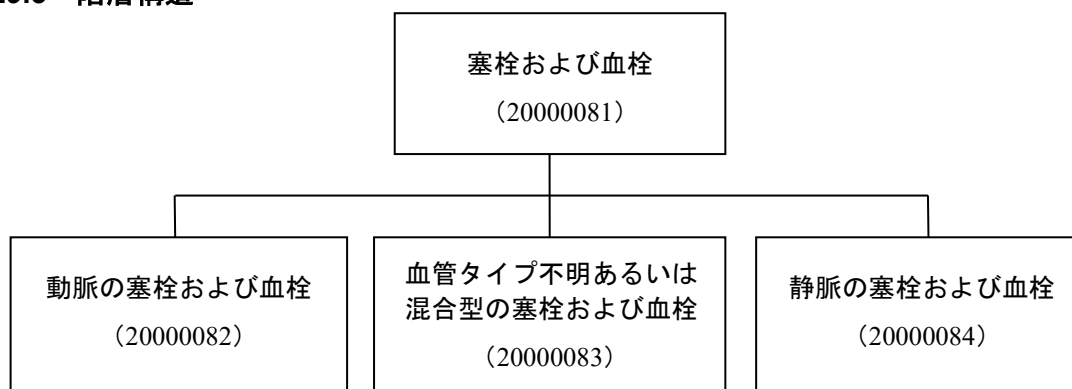 塞栓および血栓
（20000081）
動脈の塞栓および血栓
（20000082）
血管タイプ不明あるいは
混合型の塞栓および血栓
（20000083）
静脈の塞栓および血栓
（20000084）